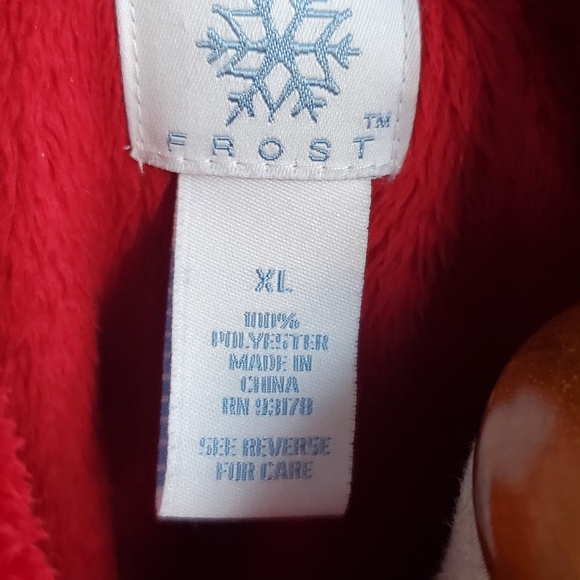 FROST™
XL
100%
POLYESTER
MADE IN
CHINA
RN 93178
SEE REVERSE
FOR CARE